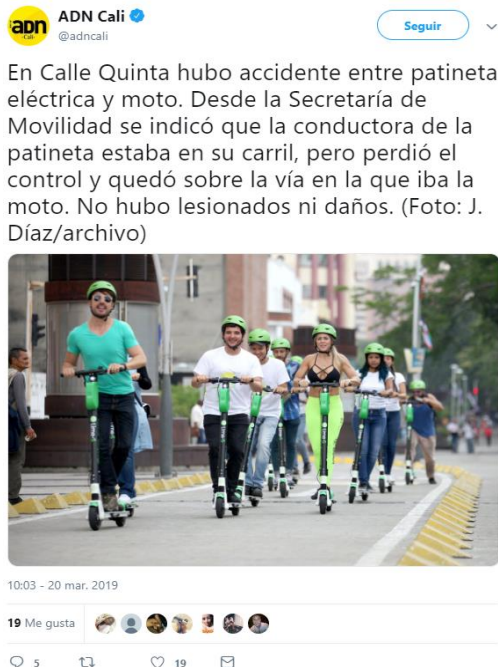 adn
Cali
ADN Cali
@adncali
Seguir
En Calle Quinta hubo accidente entre patineta
eléctrica y moto. Desde la Secretaría de
Movilidad se indicó que la conductora de la
patineta estaba en su carril, pero perdió el
control y quedó sobre la vía en la que iba la
moto. No hubo lesionados ni daños. (Foto: J.
Díaz/archivo)
10:03 - 20 mar. 2019
19 Me gusta
5
19